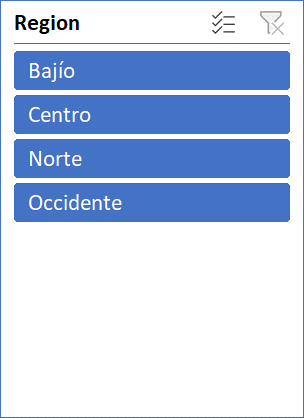 Region
Bajío
Centro
Norte
Occidente